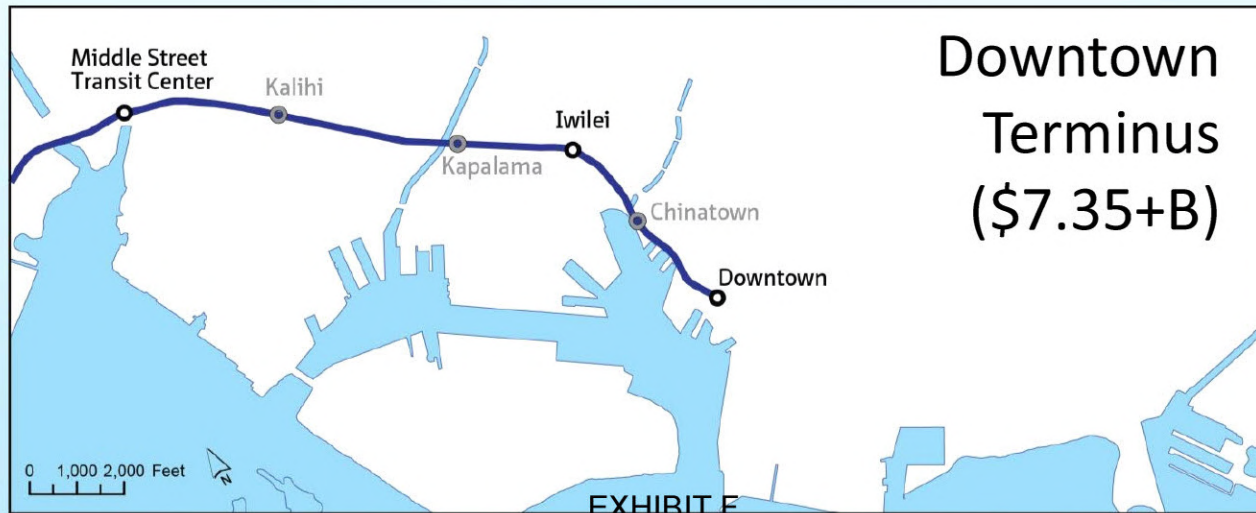 Downtown
Terminus
($7.35+B)
Middle Street
Transit Center
Kalihi
Kapalama
Iwilei
Chinatown
Downtown
0 1,000 2,000 Feet
N
EXHIBIT